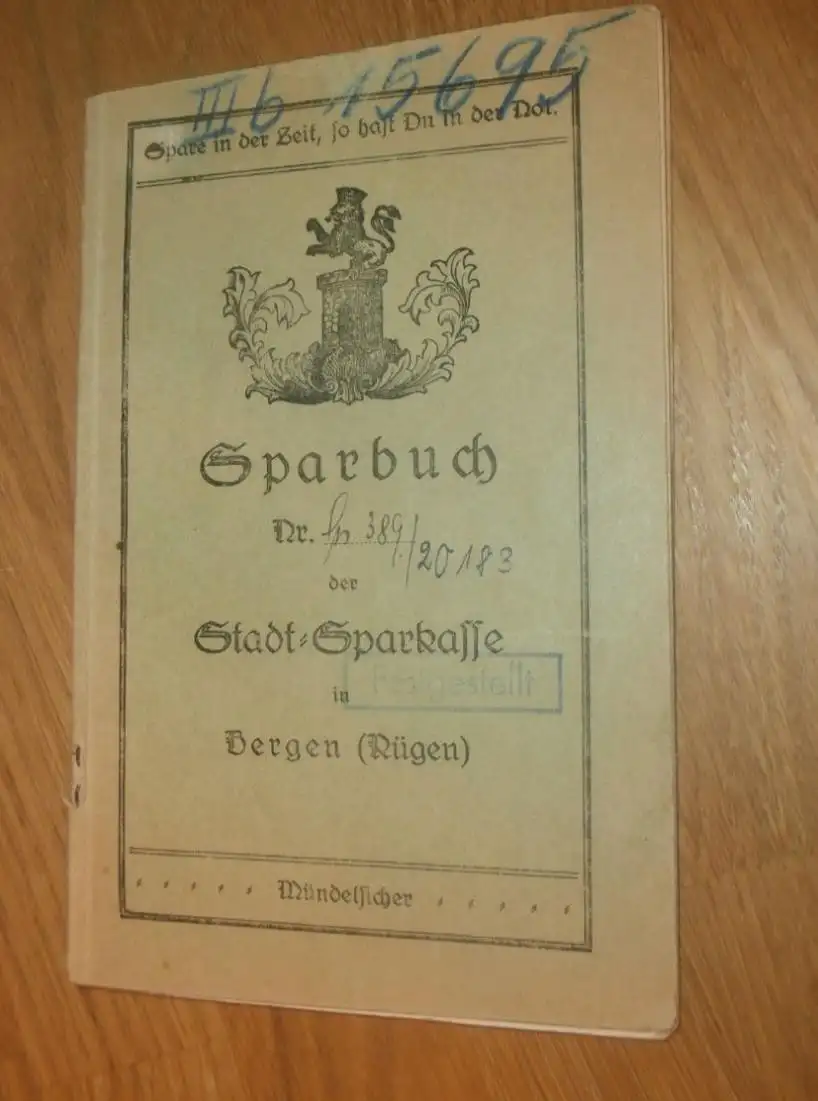 III b 15695
Spare in der Zeit, so hast Du in der Not.
Sparbuch
Nr. 389/20183
der
Stadt-Sparkasse
in
Festgestellt
Bergen (Rügen)
Mündelsicher